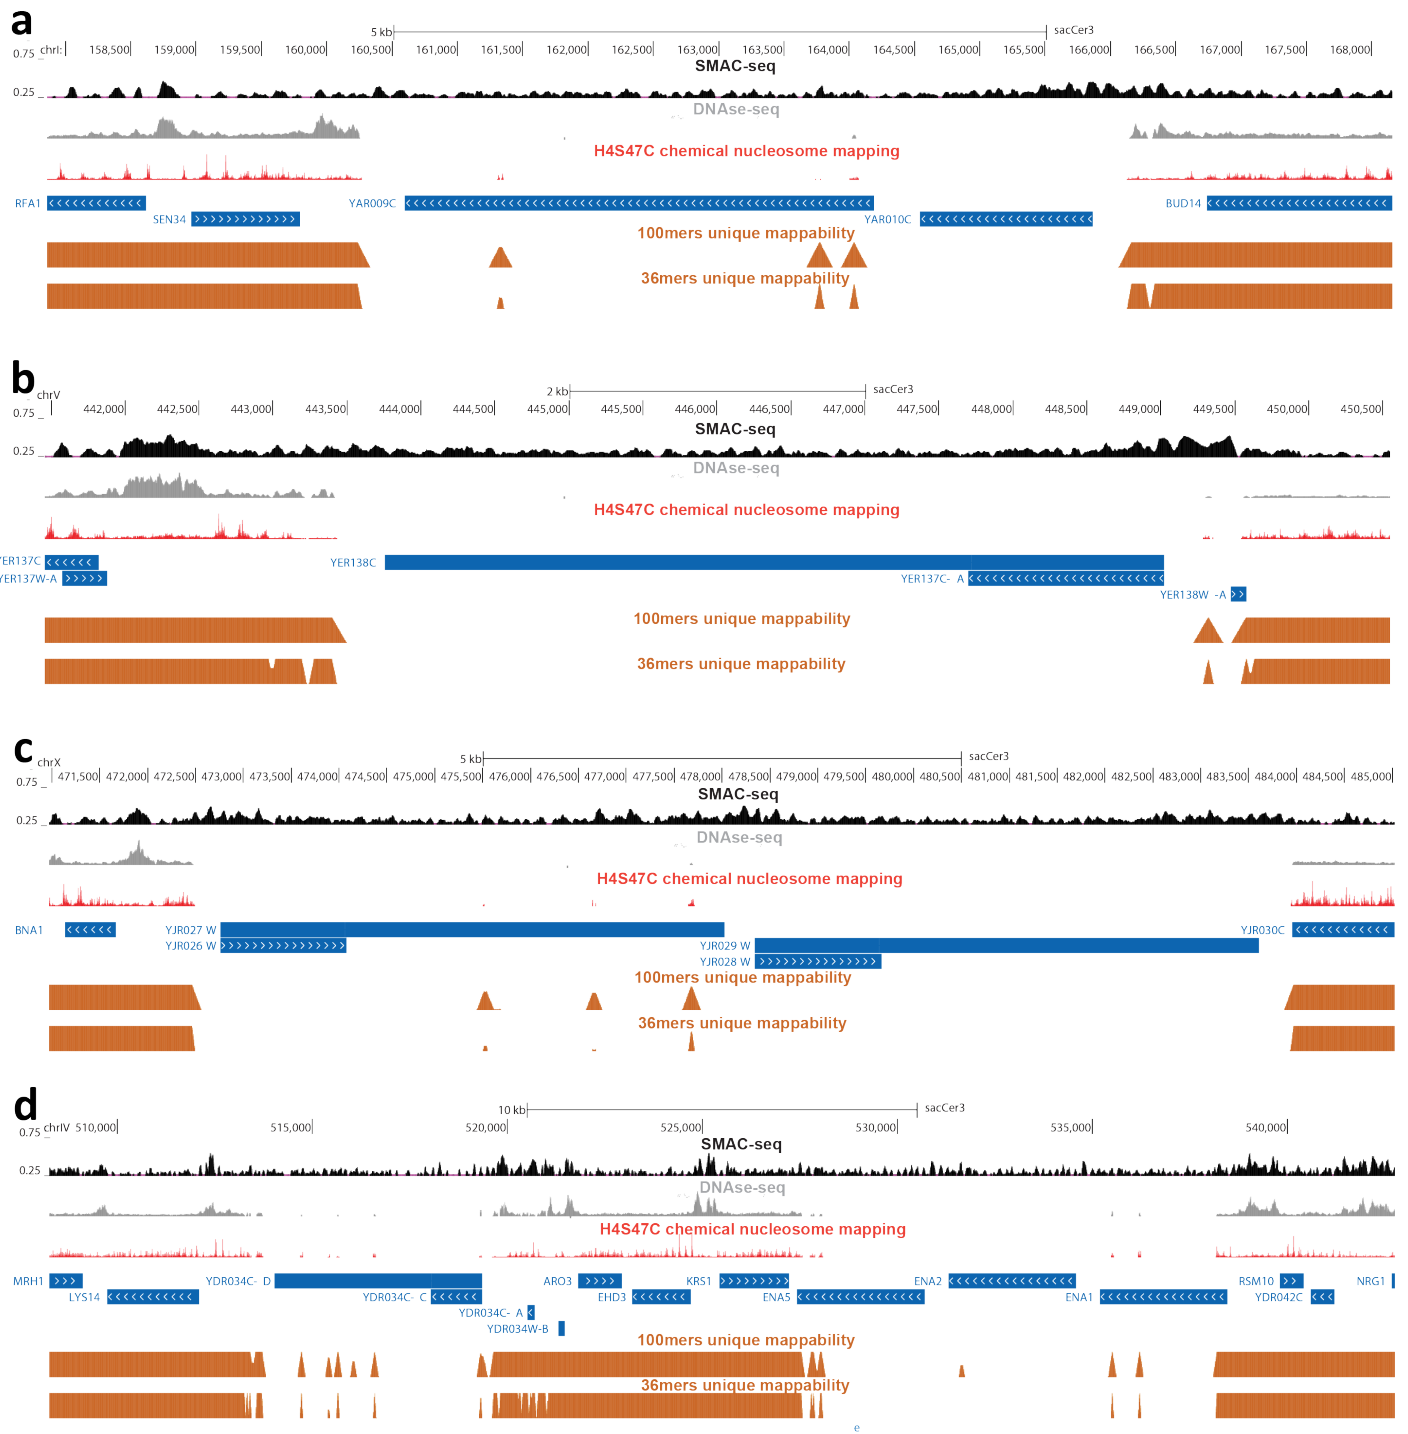 a
5 kb sacCer3
chrI: 158,500 159,000 159,500 160,000 160,500 161,000 161,500 162,000 162,500 163,000 163,500 164,000 164,500 165,000 165,500 166,000 166,500 167,000 167,500 168,000
0.75
SMAC-seq
0.25
DNAse-seq
H4S47C chemical nucleosome mapping
RFA1 YAR009C BUD14
SEN34 YAR010C
100mers unique mappability
36mers unique mappability
b
chrV 2 kb sacCer3
442,000 442,500 443,000 443,500 444,000 444,500 445,000 445,500 446,000 446,500 447,000 447,500 448,000 448,500 449,000 449,500 450,000 450,500
0.75
SMAC-seq
0.25
DNAse-seq
H4S47C chemical nucleosome mapping
YER137C YER138C
YER137W-A YER137C- A
YER138W -A
100mers unique mappability
36mers unique mappability
c
chrX 5 kb sacCer3
471,500 472,000 472,500 473,000 473,500 474,000 474,500 475,000 475,500 476,000 476,500 477,000 477,500 478,000 478,500 479,000 479,500 480,000 480,500 481,000 481,500 482,000 482,500 483,000 483,500 484,000 484,500 485,000
0.75
SMAC-seq
0.25
DNAse-seq
H4S47C chemical nucleosome mapping
BNA1 YJR027 W YJR030C
YJR026 W YJR029 W
YJR028 W
100mers unique mappability
36mers unique mappability
d
10 kb sacCer3
chrIV 510,000 515,000 520,000 525,000 530,000 535,000 540,000
0.75
SMAC-seq
0.25
DNAse-seq
H4S47C chemical nucleosome mapping
MRH1 YDR034C- D ARO3 KRS1 ENA2 RSM10 NRG1
LYS14 YDR034C- C EHD3 ENA5 ENA1 YDR042C
YDR034C- A
YDR034W-B
100mers unique mappability
36mers unique mappability
e